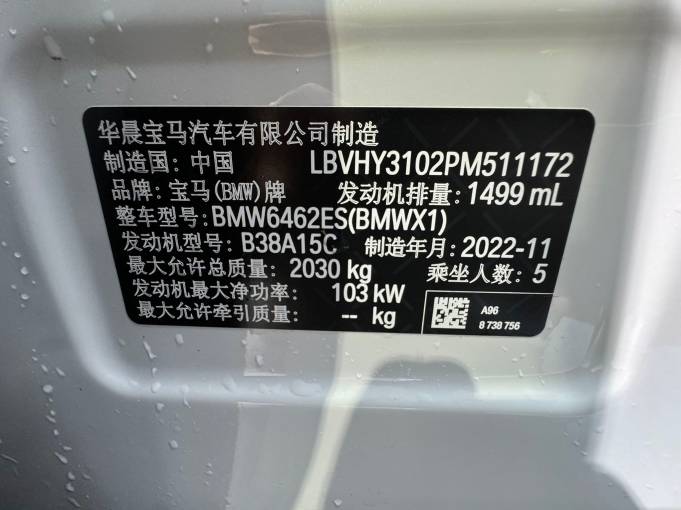 华晨宝马汽车有限公司制造
制造国: 中国 LBVHY3102PM511172
品牌: 宝马(BMW)牌 发动机排量: 1499 mL
整车型号: BMW6462ES(BMWX1)
发动机型号: B38A15C 制造年月: 2022-11
最大允许总质量: 2030 kg 乘坐人数: 5
发动机最大净功率: 103 kW
最大允许牵引质量: -- kg
A96
8 738 756